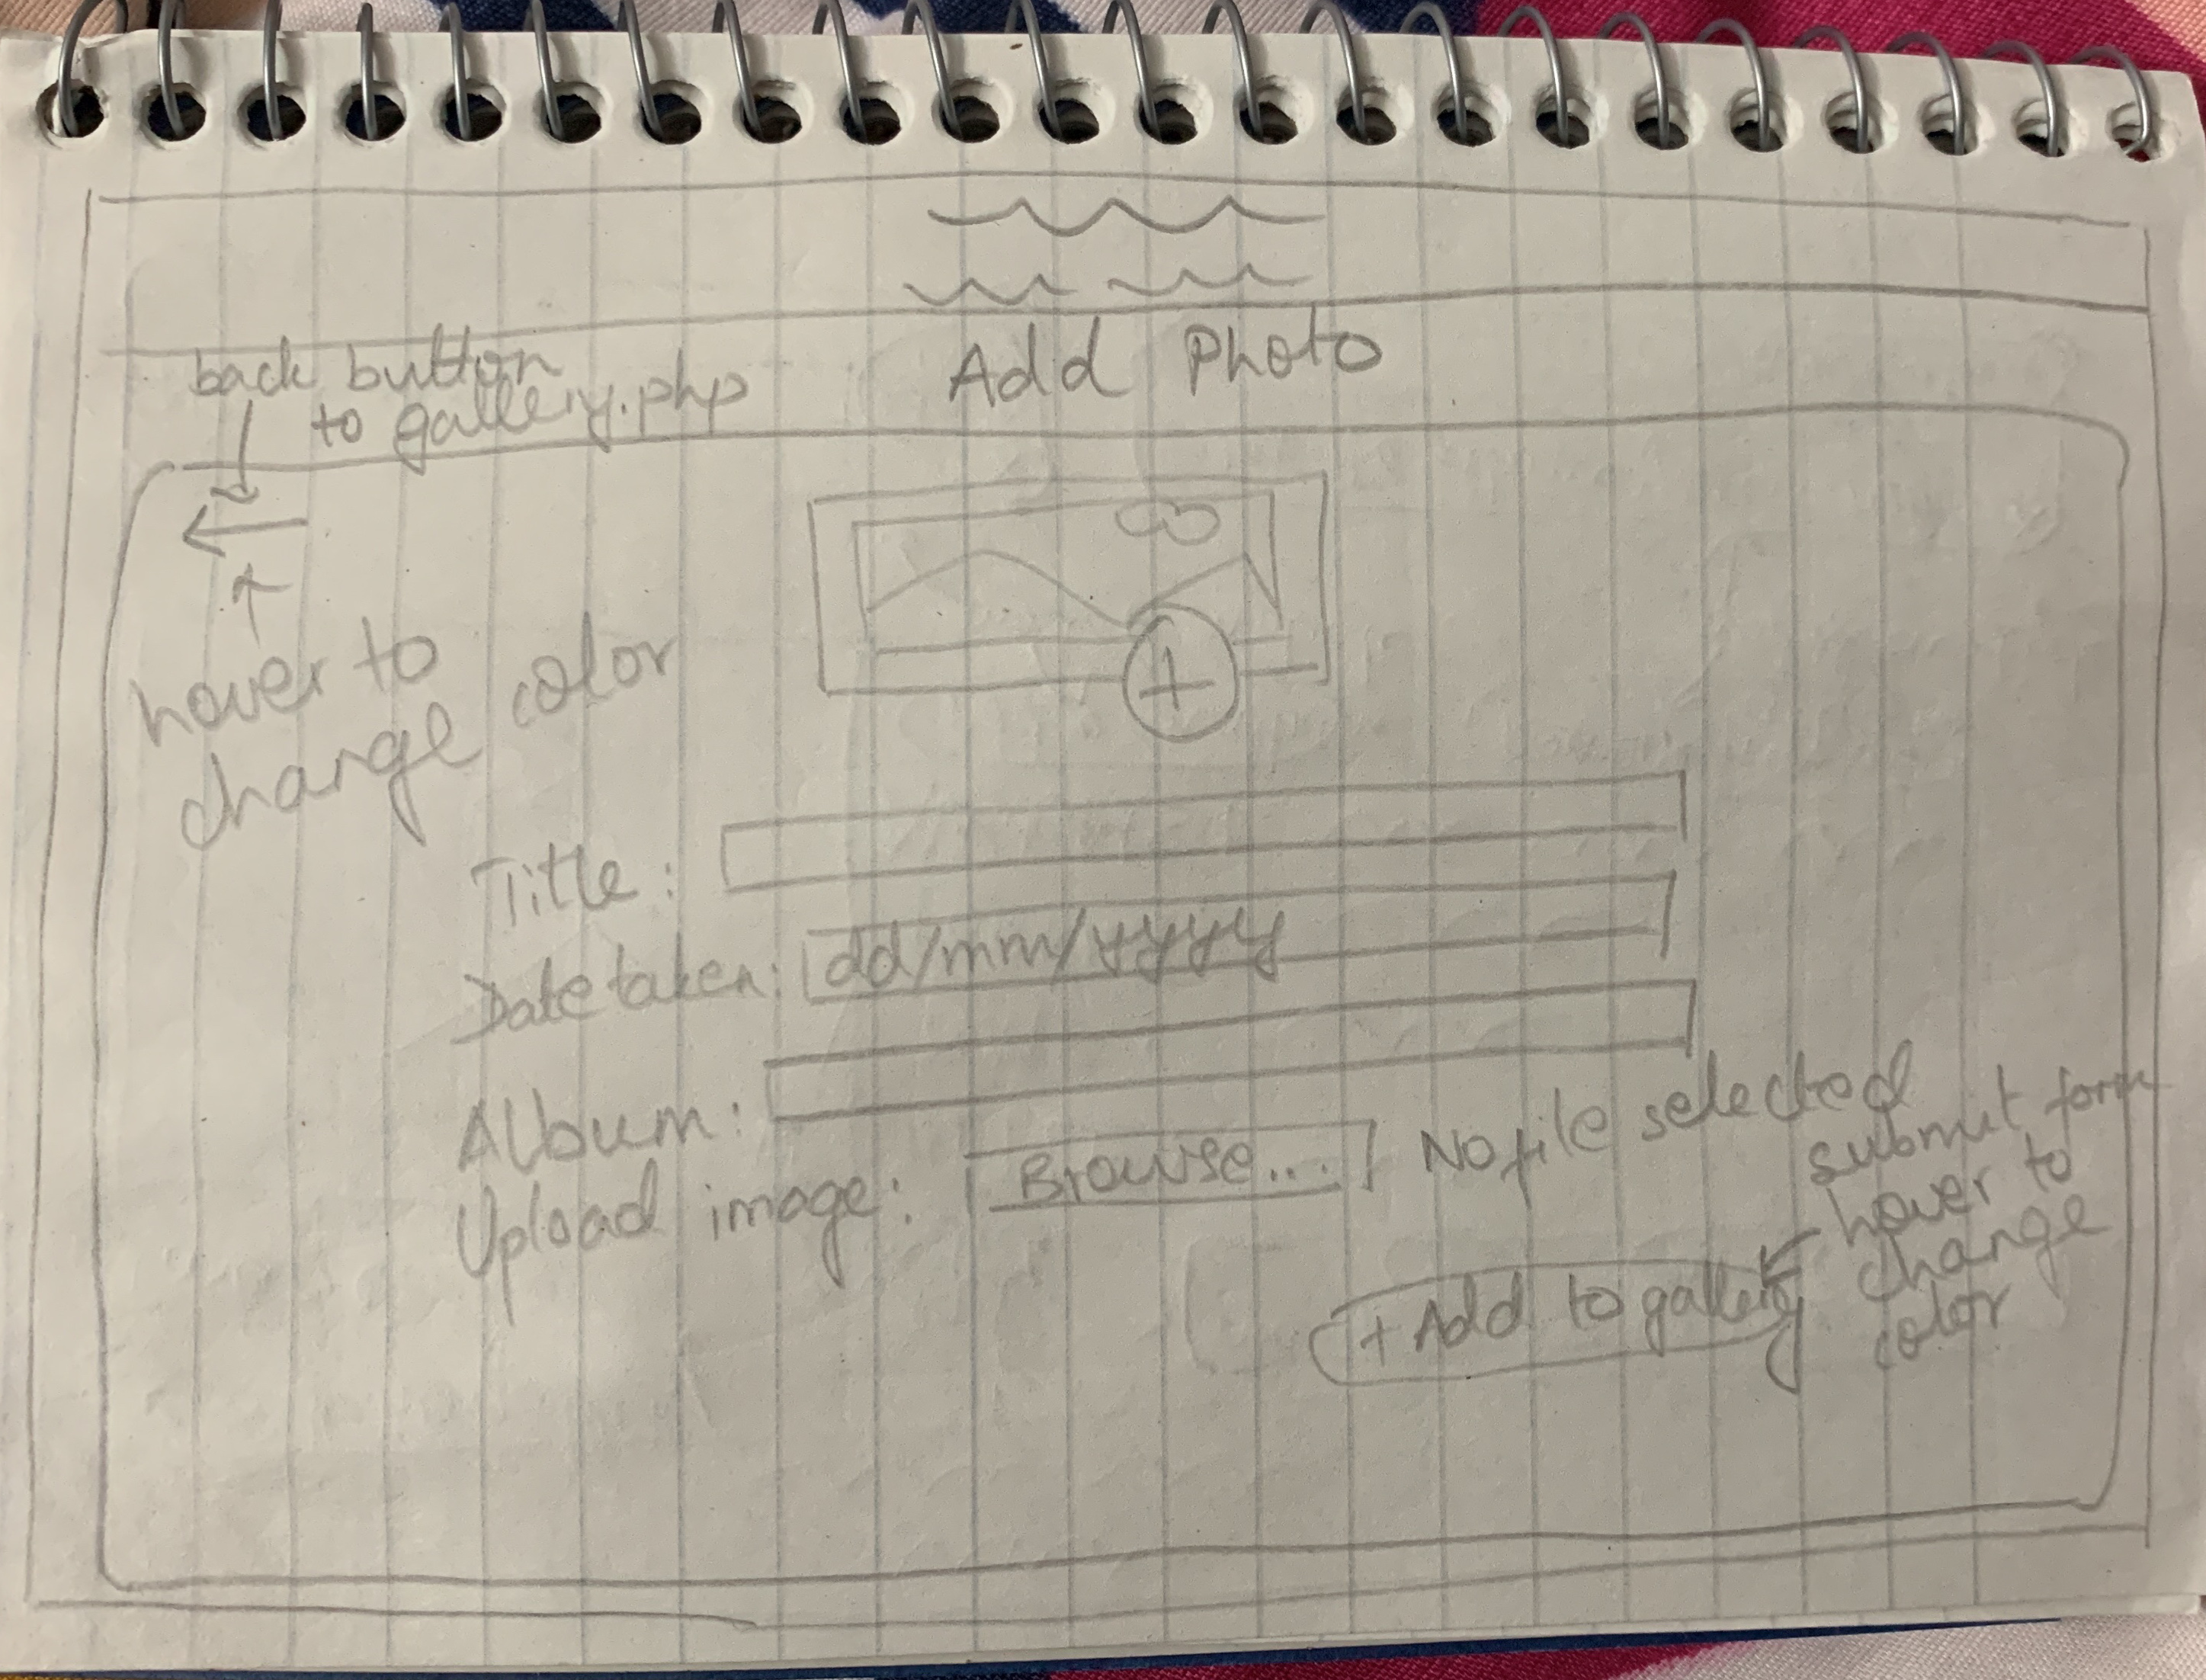 Add Photo
back button
to gallery.php
hover to
change color
+
Title:
Date taken: dd/mm/yyyy
Album:
Upload image: Browse... No file selected
submit form
hover to
change
color
+ Add to gallery